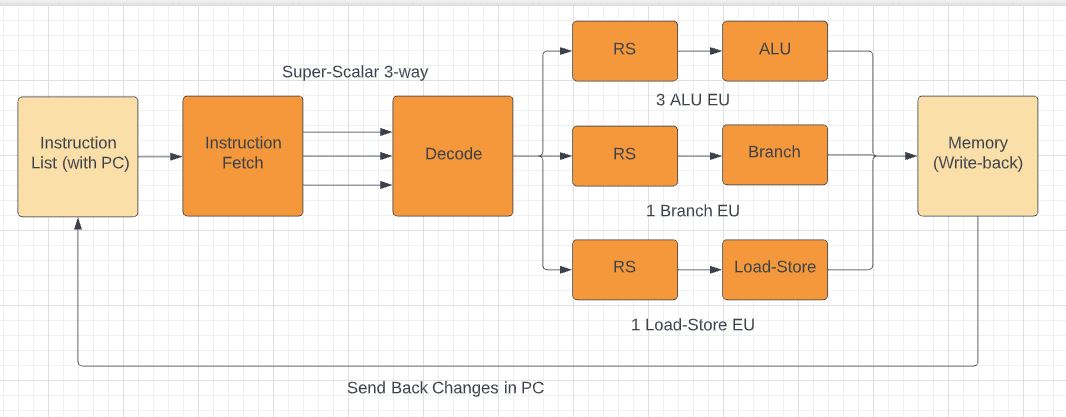 Super-Scalar 3-way
Instruction
List (with PC)
Instruction
Fetch
Decode
RS
ALU
3 ALU EU
RS
Branch
1 Branch EU
RS
Load-Store
1 Load-Store EU
Memory
(Write-back)
Send Back Changes in PC